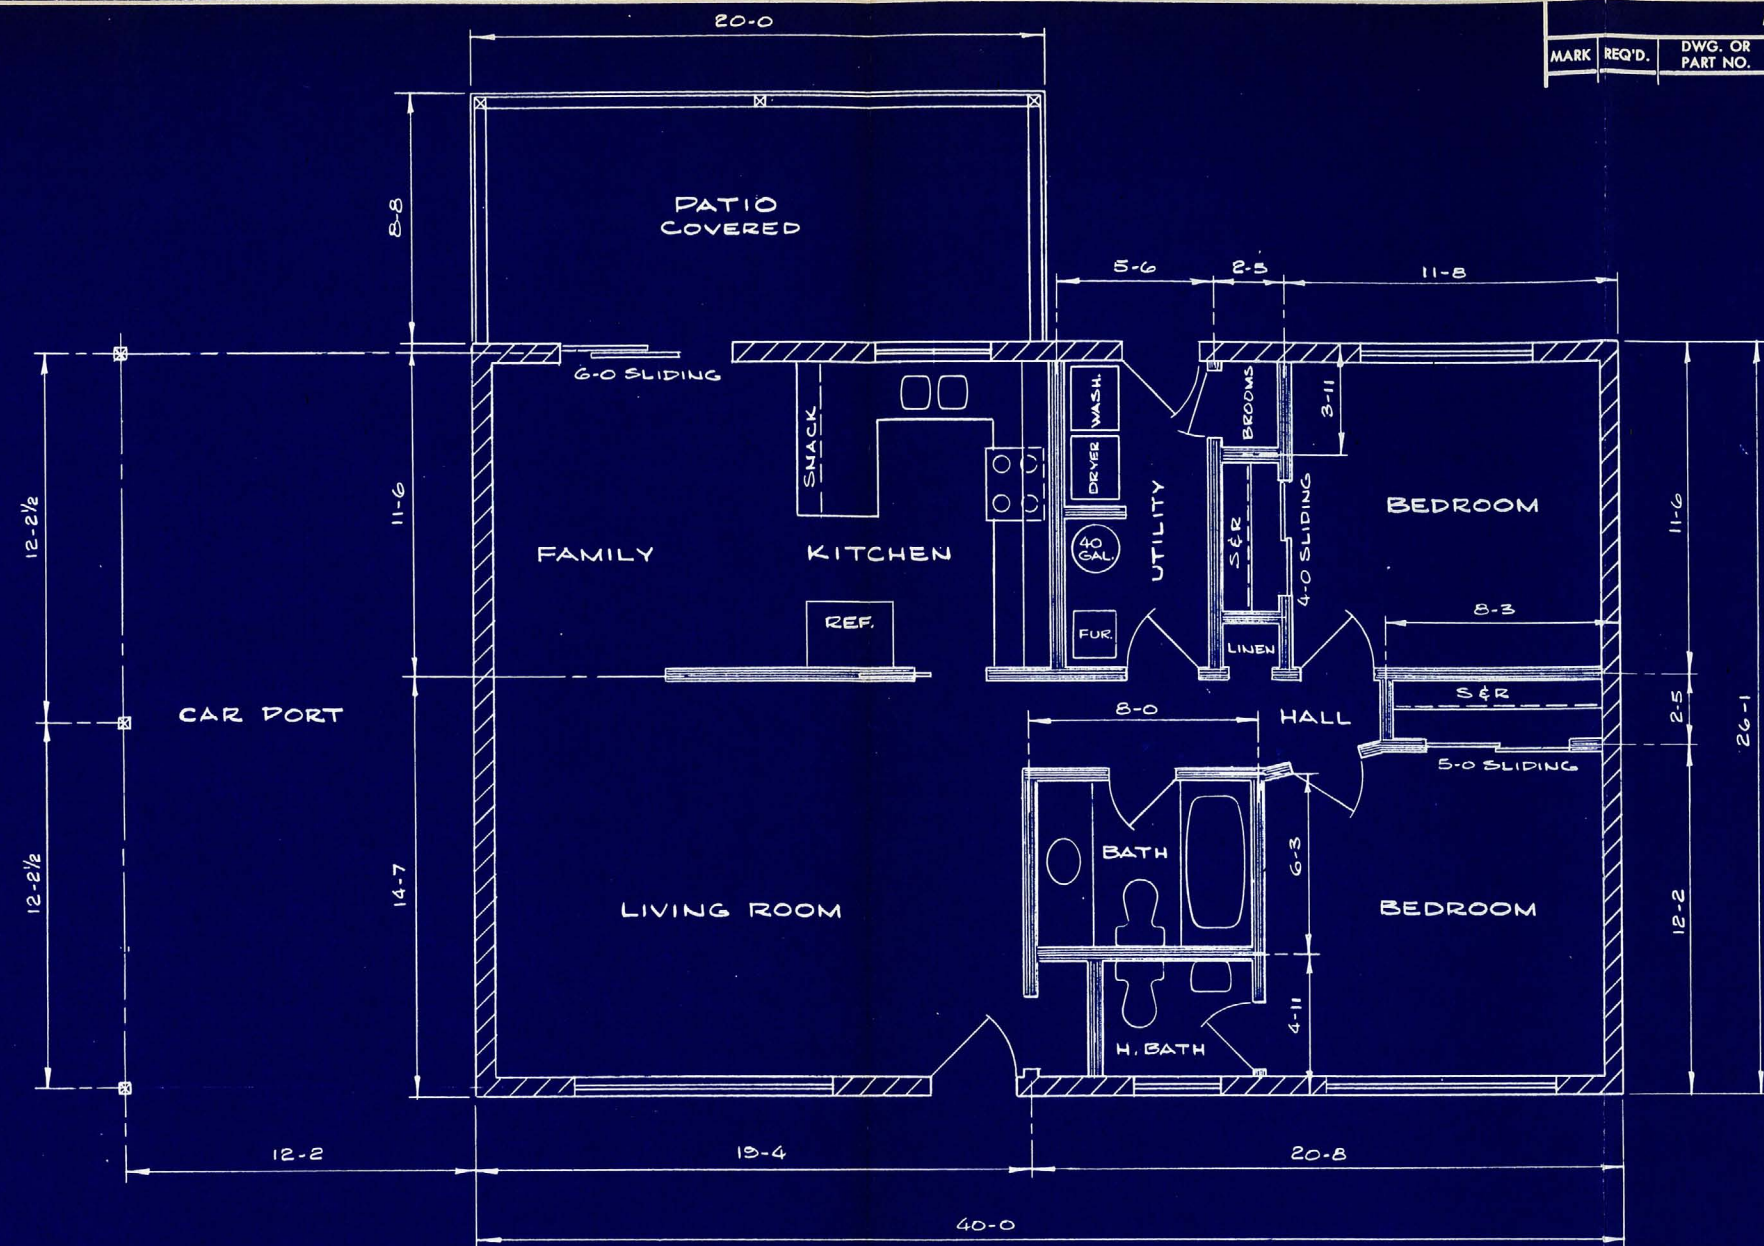 20-0
MARK REQ'D. DWG. OR PART NO.
8-8
PATIO
COVERED
5-6
2-5
11-8
6-0 SLIDING
SNACK
WASH.
BROOMS
3-11
DRYER
12-2½
11-6
FAMILY
KITCHEN
40
GAL.
UTILITY
S&R
4-0 SLIDING
BEDROOM
11-6
REF.
FUR.
LINEN
8-3
CAR PORT
8-0
HALL
S&R
2-5
26-1
5-0 SLIDING
12-2½
14-7
LIVING ROOM
BATH
6-3
BEDROOM
12-2
H. BATH
4-11
12-2
19-4
20-8
40-0